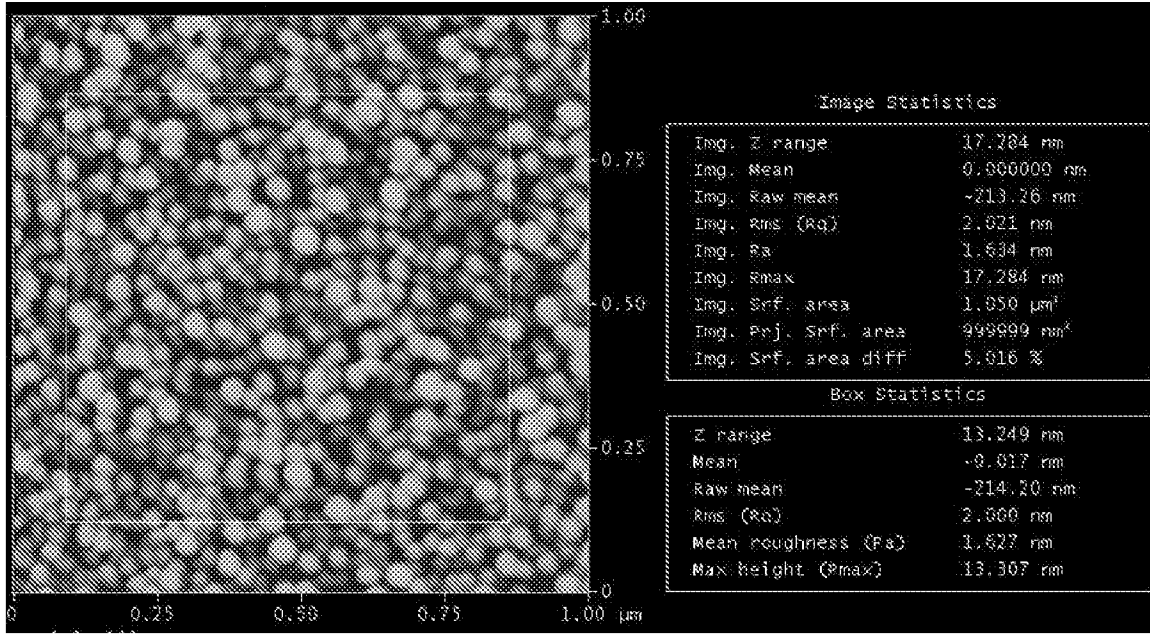 1.00
0.75
0.50
0.25
0
0 0.25 0.50 0.75 1.00 µm
Image Statistics
Img. Z range 17.284 nm
Img. Mean 0.000000 nm
Img. Raw mean -213.26 nm
Img. Rms (Rq) 2.021 nm
Img. Ra 1.634 nm
Img. Rmax 17.284 nm
Img. Srf. area 1.050 µm²
Img. Prj. Srf. area 999999 nm²
Img. Srf. area diff 5.016 %
Box Statistics
Z range 13.249 nm
Mean -0.017 nm
Raw mean -214.20 nm
Rms (Rq) 2.000 nm
Mean roughness (Ra) 1.627 nm
Max height (Rmax) 13.307 nm